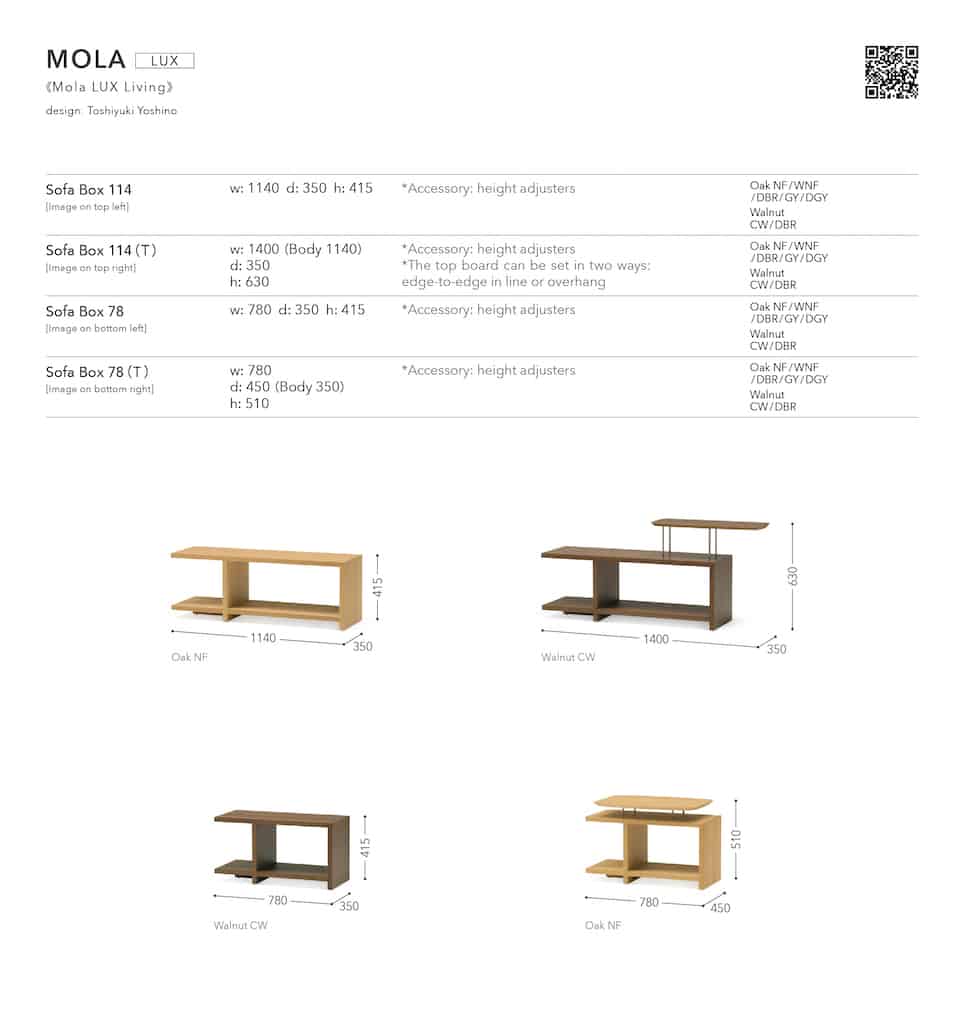 MOLA LUX
《Mola LUX Living》
design: Toshiyuki Yoshino
Sofa Box 114
[Image on top left]
w: 1140 d: 350 h: 415
*Accessory: height adjusters
Oak NF/WNF
/DBR/GY/DGY
Walnut
CW/DBR
Sofa Box 114 (T)
[Image on top right]
w: 1400 (Body 1140)
d: 350
h: 630
*Accessory: height adjusters
*The top board can be set in two ways:
edge-to-edge in line or overhang
Oak NF/WNF
/DBR/GY/DGY
Walnut
CW/DBR
Sofa Box 78
[Image on bottom left]
w: 780 d: 350 h: 415
*Accessory: height adjusters
Oak NF/WNF
/DBR/GY/DGY
Walnut
CW/DBR
Sofa Box 78 (T)
[Image on bottom right]
w: 780
d: 450 (Body 350)
h: 510
*Accessory: height adjusters
Oak NF/WNF
/DBR/GY/DGY
Walnut
CW/DBR
415
1140
350
Oak NF
630
1400
350
Walnut CW
415
780
350
Walnut CW
510
780
450
Oak NF